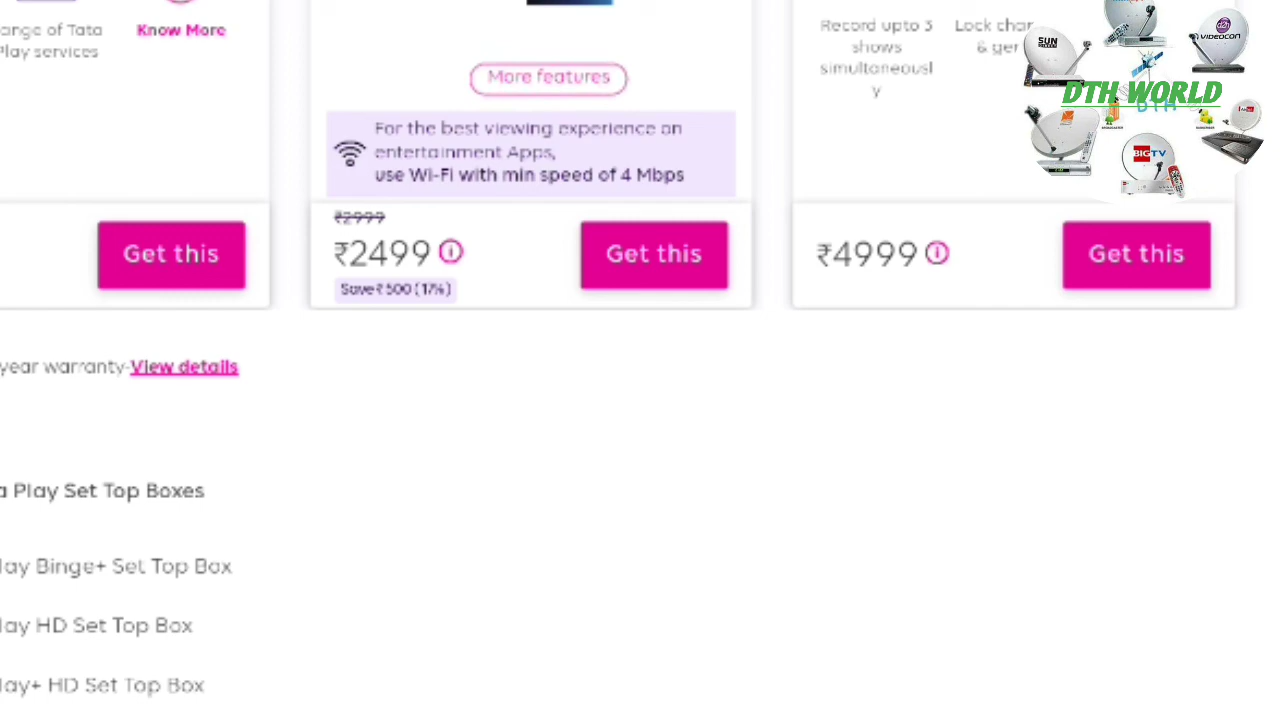 ange of Tata
Play services
Know More
More features
For the best viewing experience on
entertainment Apps,
use Wi-Fi with min speed of 4 Mbps
Record upto 3
shows
simultaneousl
y
Lock char
& ger
SUN
d2h
VIDEOCON
DTH WORLD
DTH
BIG TV
Get this
₹2999
₹2499
Save ₹ 500 (17%)
Get this
₹4999
Get this
year warranty-View details
a Play Set Top Boxes
lay Binge+ Set Top Box
lay HD Set Top Box
lay+ HD Set Top Box